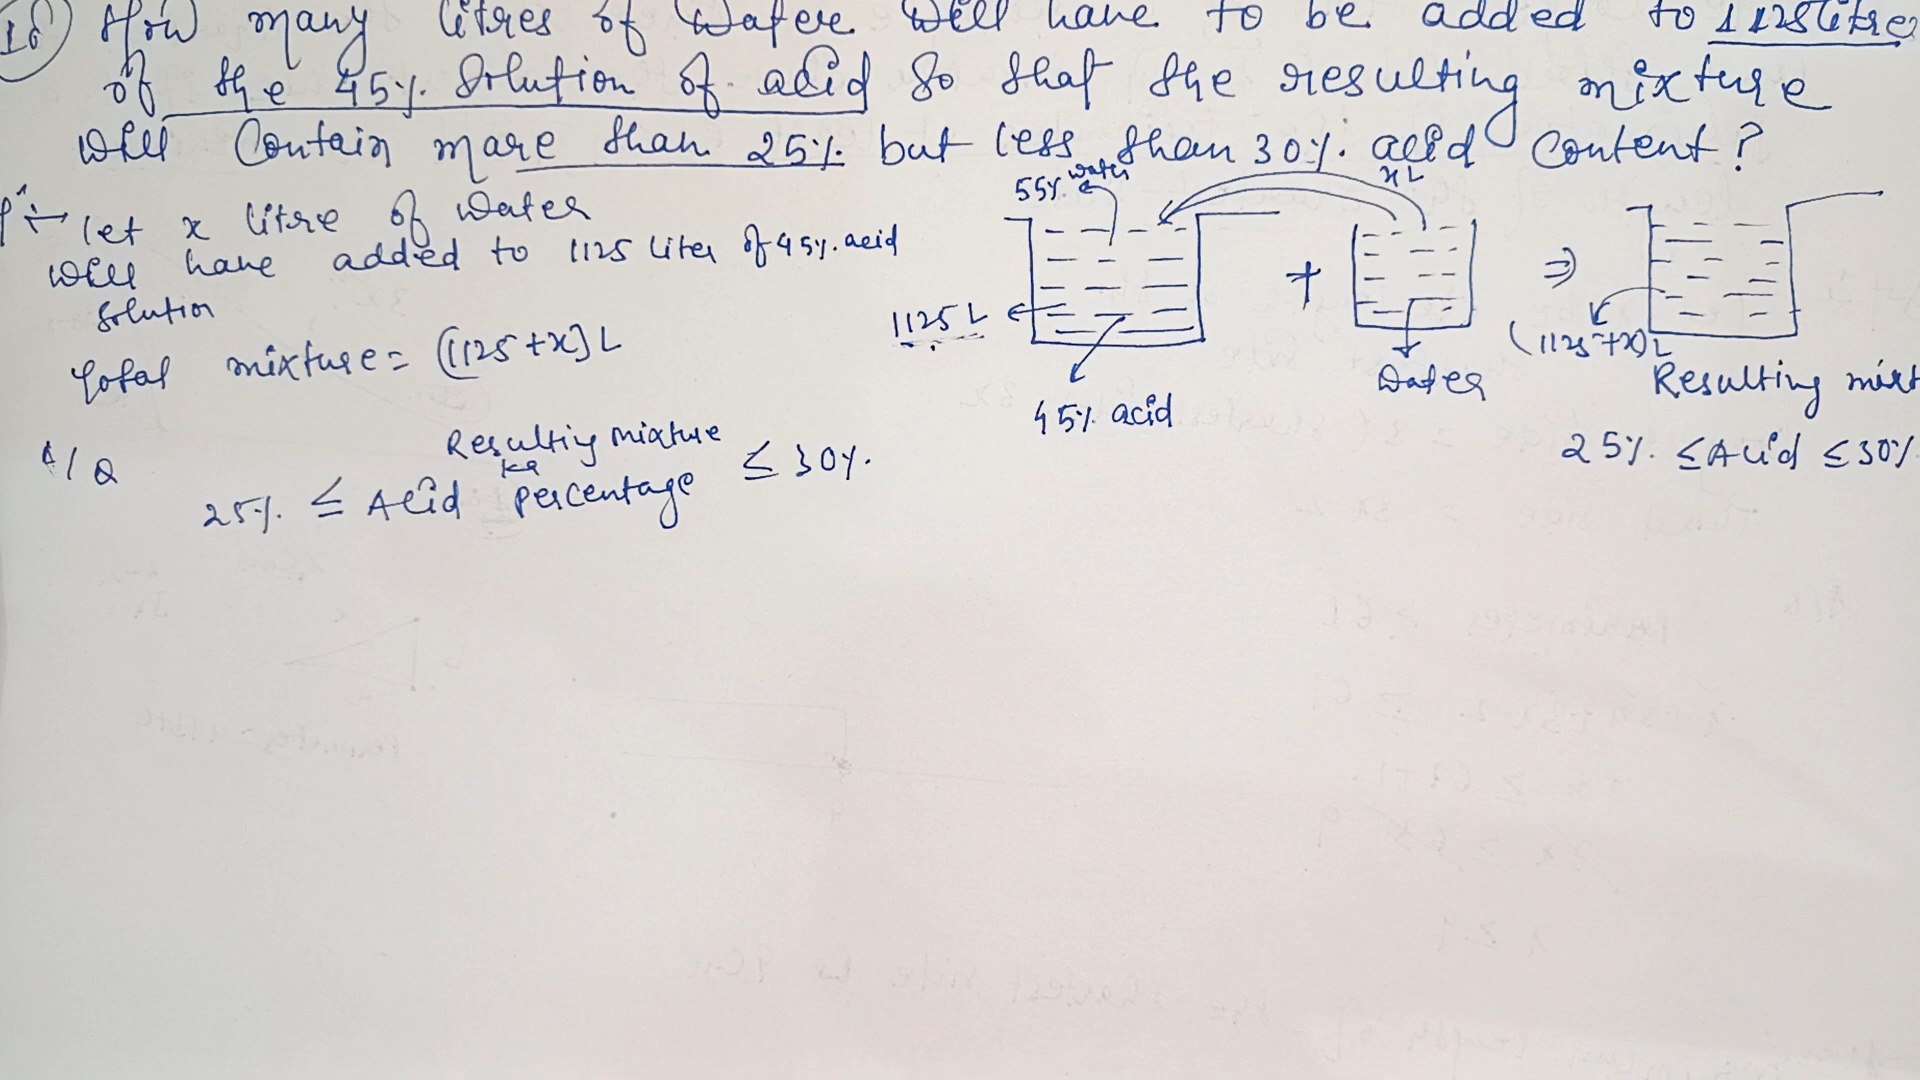 18) How many litres of water will have to be added to 1125 litre
of the 45% solution of acid so that the resulting mixture
will contain more than 25% but less than 30% acid content?
let x litre of water
will have added to 1125 liter of 45% acid
solution
Total mixture = (1125 + x) L
A/Q
Resulting mixture
ka
25% ≤ Acid percentage ≤ 30%
55% water
x L
1125 L
+
⇒
(1125 + x) L
45% acid
Water
Resulting mixt
25% ≤ Acid ≤ 30%